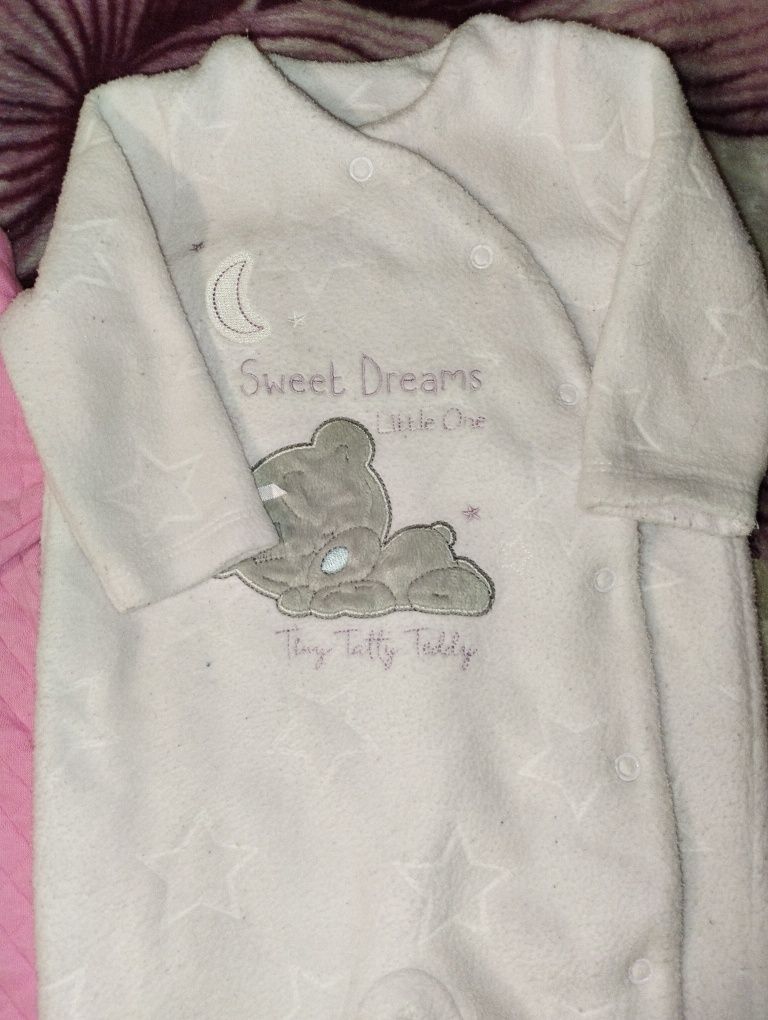 Sweet Dreams
Little One
Tiny Tatty Teddy